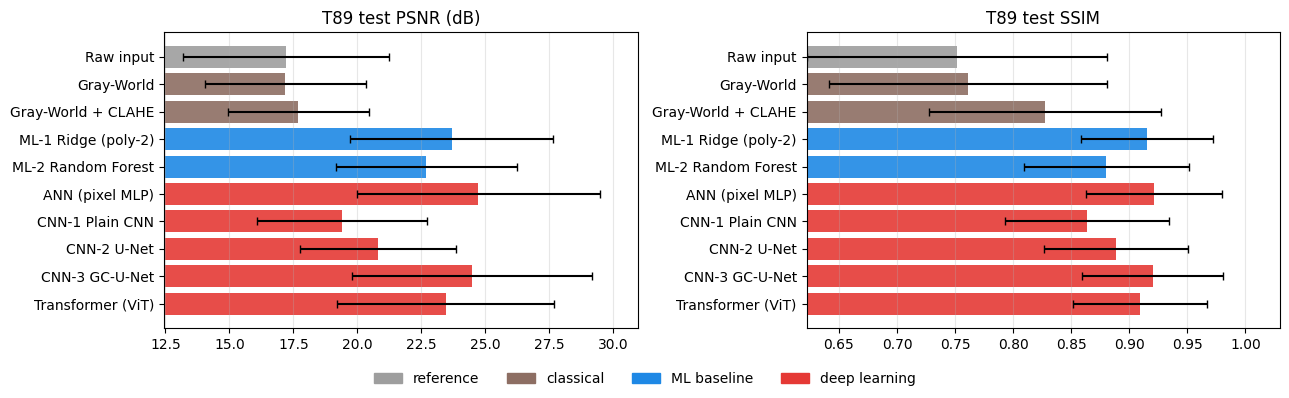 T89 test PSNR (dB)
Raw input
Gray-World
Gray-World + CLAHE
ML-1 Ridge (poly-2)
ML-2 Random Forest
ANN (pixel MLP)
CNN-1 Plain CNN
CNN-2 U-Net
CNN-3 GC-U-Net
Transformer (ViT)
12.5 15.0 17.5 20.0 22.5 25.0 27.5 30.0
T89 test SSIM
Raw input
Gray-World
Gray-World + CLAHE
ML-1 Ridge (poly-2)
ML-2 Random Forest
ANN (pixel MLP)
CNN-1 Plain CNN
CNN-2 U-Net
CNN-3 GC-U-Net
Transformer (ViT)
0.65 0.70 0.75 0.80 0.85 0.90 0.95 1.00
reference classical ML baseline deep learning